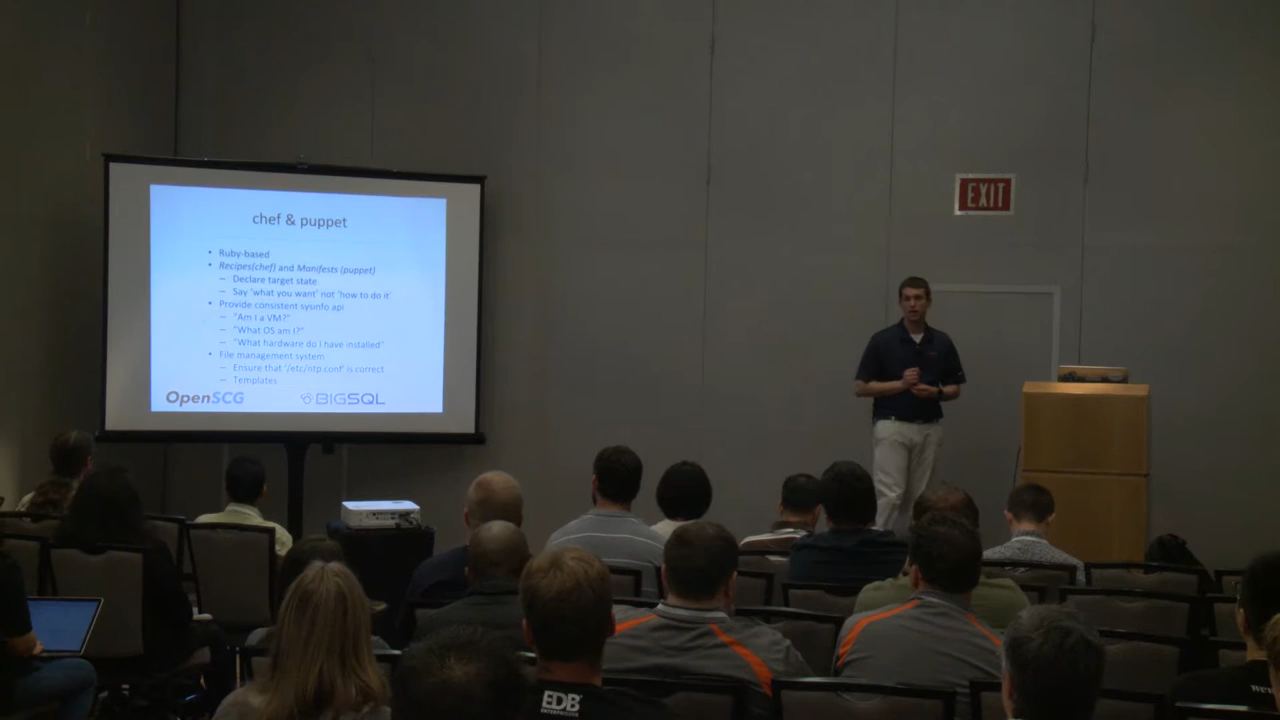 EXIT
chef & puppet
• Ruby-based
• Recipes(chef) and Manifests (puppet)
– Declare target state
– Say 'what you want' not 'how to do it'
• Provide consistent sysinfo api
– "Am I a VM?"
– "What OS am I?"
– "What hardware do I have installed"
• File management system
– Ensure that '/etc/ntp.conf' is correct
– Templates
OpenSCG
BIGSQL
EDB
ENTERPRISEDB